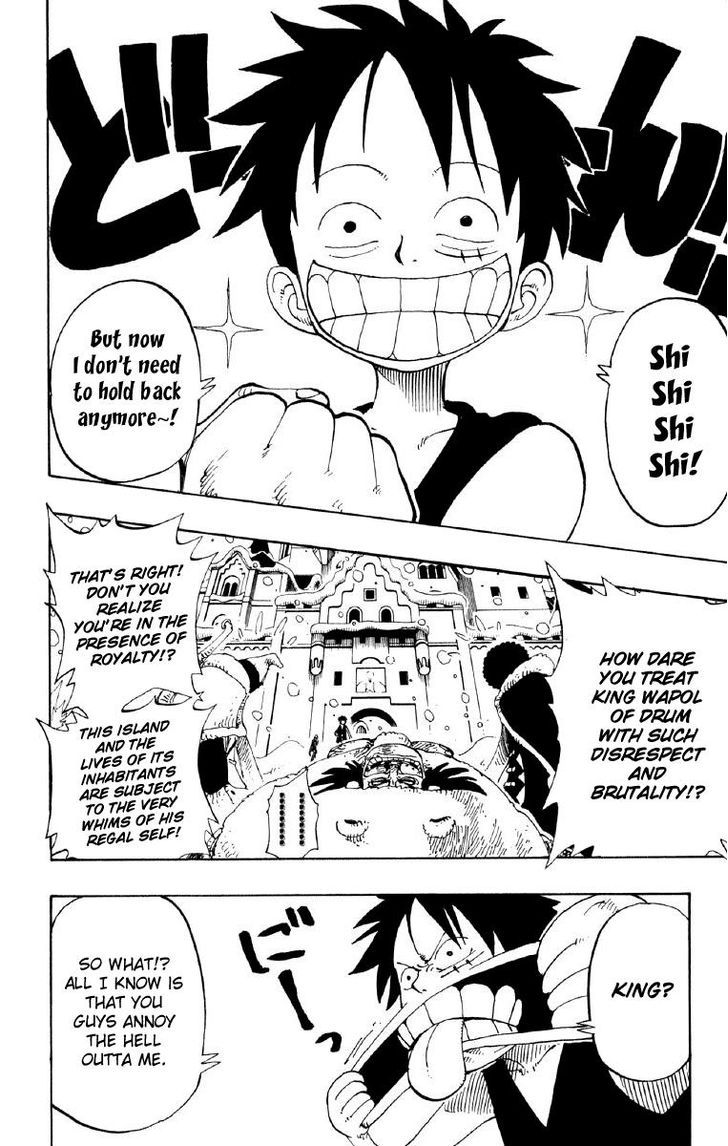 どーーん!!
Shi
Shi
Shi
Shi!
But now
I don't need
to hold back
anymore~!
HOW DARE
YOU TREAT
KING WAPOL
OF DRUM
WITH SUCH
DISRESPECT
AND
BRUTALITY!?
THAT'S RIGHT!
DON'T YOU
REALIZE
YOU'RE IN THE
PRESENCE OF
ROYALTY!?
THIS ISLAND
AND THE
LIVES OF ITS
INHABITANTS
ARE SUBJECT
TO THE VERY
WHIMS OF HIS
REGAL SELF!
KING?
にーっ
SO WHAT!?
ALL I KNOW IS
THAT YOU
GUYS ANNOY
THE HELL
OUTTA ME.